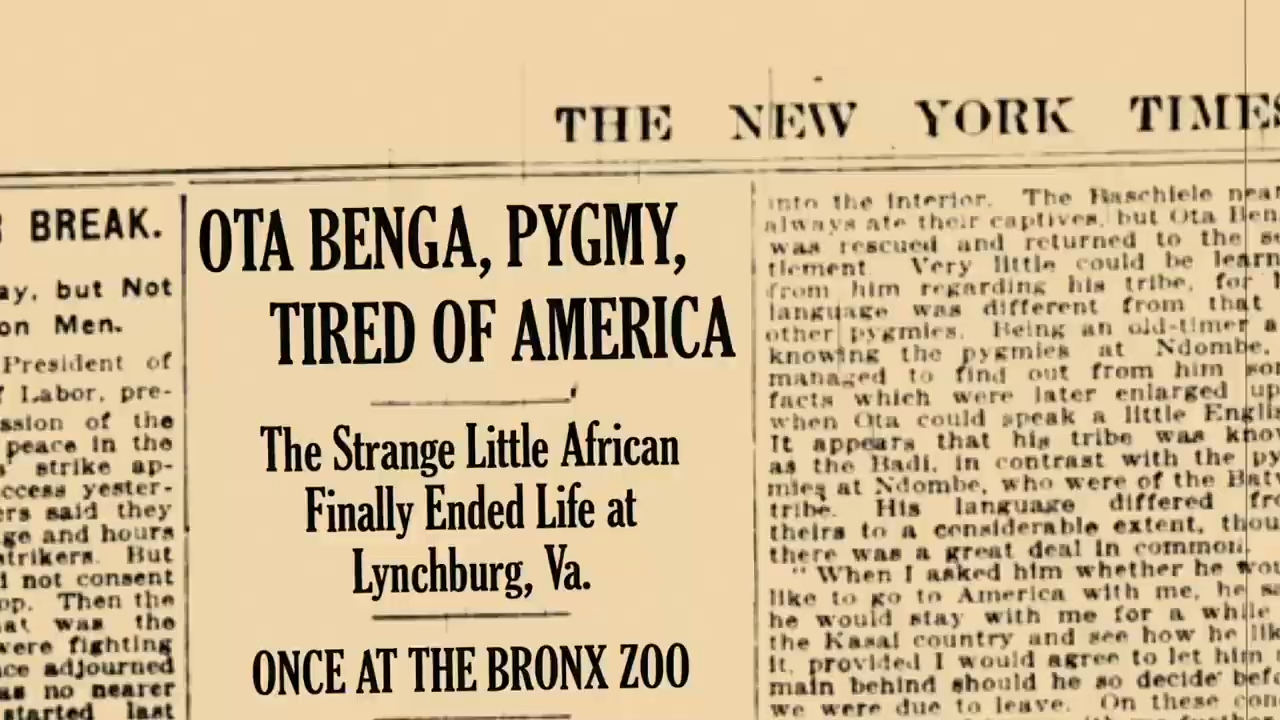 THE NEW YORK TIMES
BREAK.
ay, but Not
on Men.
President of
Labor, pre-
ssion of the
peace in the
strike ap-
ccess yester-
ers said they
ge and hours
strikers. But
d not consent
op. Then the
at was the
were fighting
ce adjourned
as no nearer
started last
OTA BENGA, PYGMY,
TIRED OF AMERICA
The Strange Little African
Finally Ended Life at
Lynchburg, Va.
ONCE AT THE BRONX ZOO
into the interior. The Baschiele near
always ate their captives, but Ota Ben
was rescued and returned to the se
tlement. Very little could be learn
from him regarding his tribe, for h
language was different from that
other pygmies. Being an old-timer a
knowing the pygmies at Ndombe,
managed to find out from him som
facts which were later enlarged up
when Ota could speak a little Englis
It appears that his tribe was know
as the Badi, in contrast with the py
mies at Ndombe, who were of the Batw
tribe. His language differed fro
theirs to a considerable extent, thou
there was a great deal in common.
" When I asked him whether he wou
like to go to America with me, he sa
he would stay with me for a while
the Kasai country and see how he lik
it, provided I would agree to let him r
main behind should he so decide befo
we were due to leave. On these con